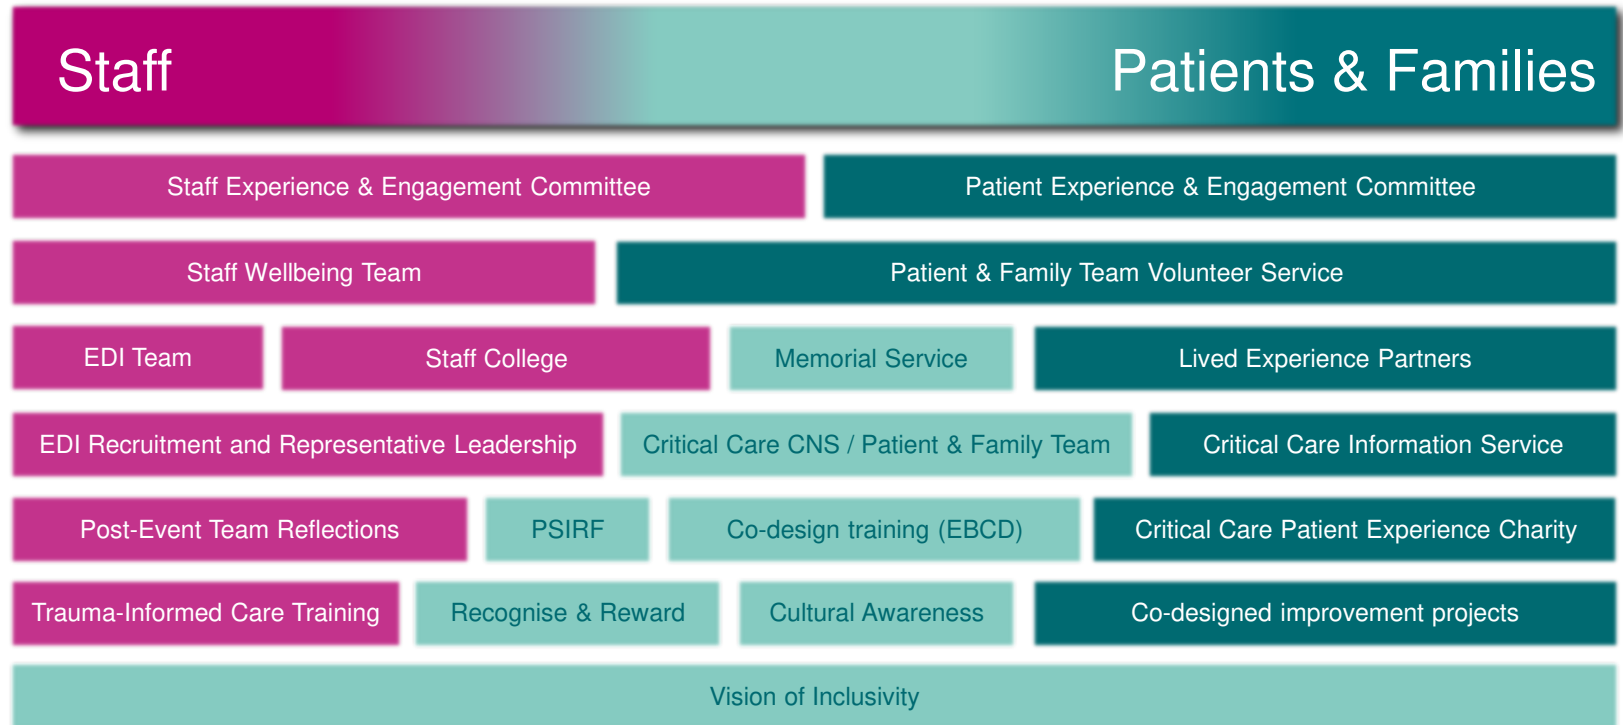 Staff
Patients & Families
Staff Experience & Engagement Committee
Patient Experience & Engagement Committee
Staff Wellbeing Team
Patient & Family Team Volunteer Service
EDI Team
Staff College
Memorial Service
Lived Experience Partners
EDI Recruitment and Representative Leadership
Critical Care CNS / Patient & Family Team
Critical Care Information Service
Post-Event Team Reflections
PSIRF
Co-design training (EBCD)
Critical Care Patient Experience Charity
Trauma-Informed Care Training
Recognise & Reward
Cultural Awareness
Co-designed improvement projects
Vision of Inclusivity